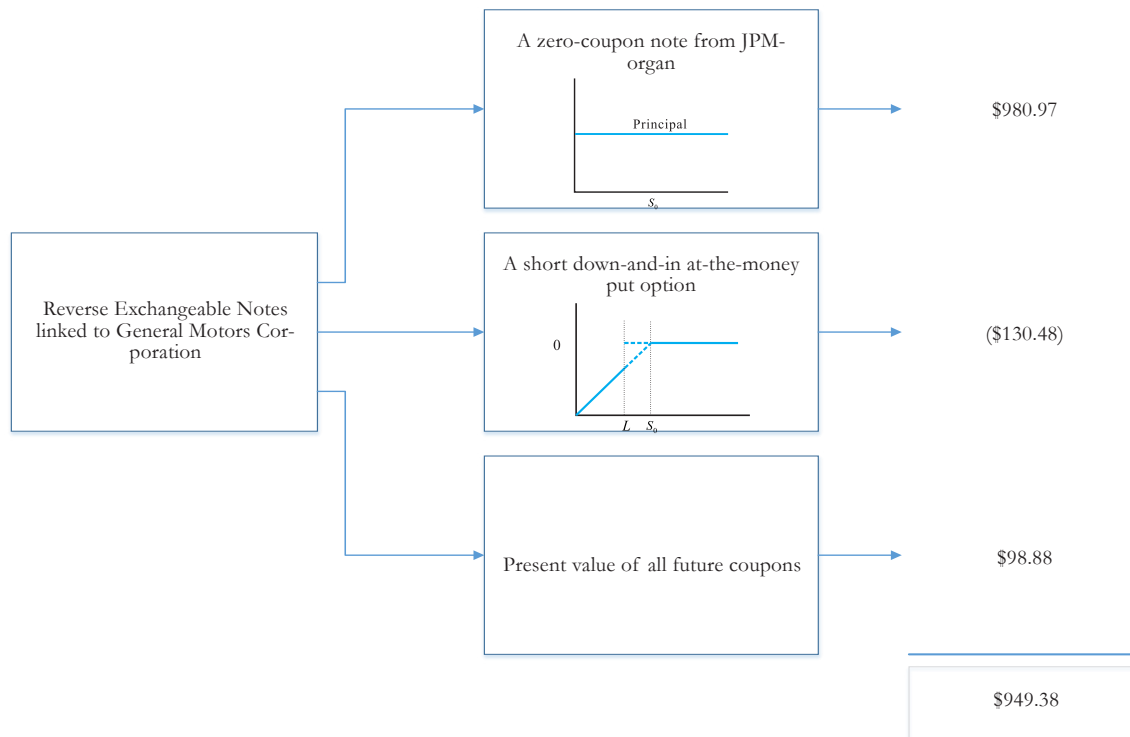 A zero-coupon note from JPM-
organ
Principal
S₀
$980.97
Reverse Exchangeable Notes
linked to General Motors Cor-
poration
A short down-and-in at-the-money
put option
0
L S₀
($130.48)
Present value of all future coupons
$98.88
$949.38